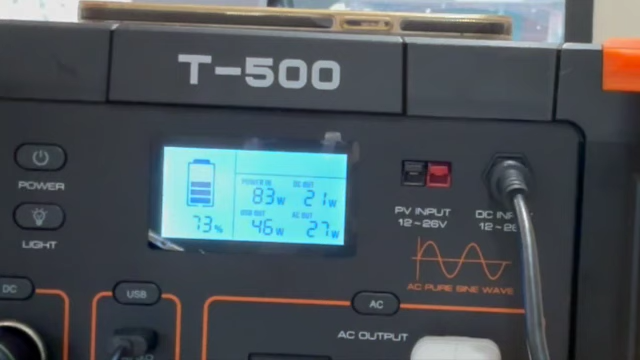 T-500
POWER
LIGHT
POWER IN
83W
DC OUT
21W
73%
USB OUT
46W
AC OUT
27W
PV INPUT
12~26V
DC INPUT
12~26
AC PURE SINE WAVE
DC
USB
AC
AC OUTPUT